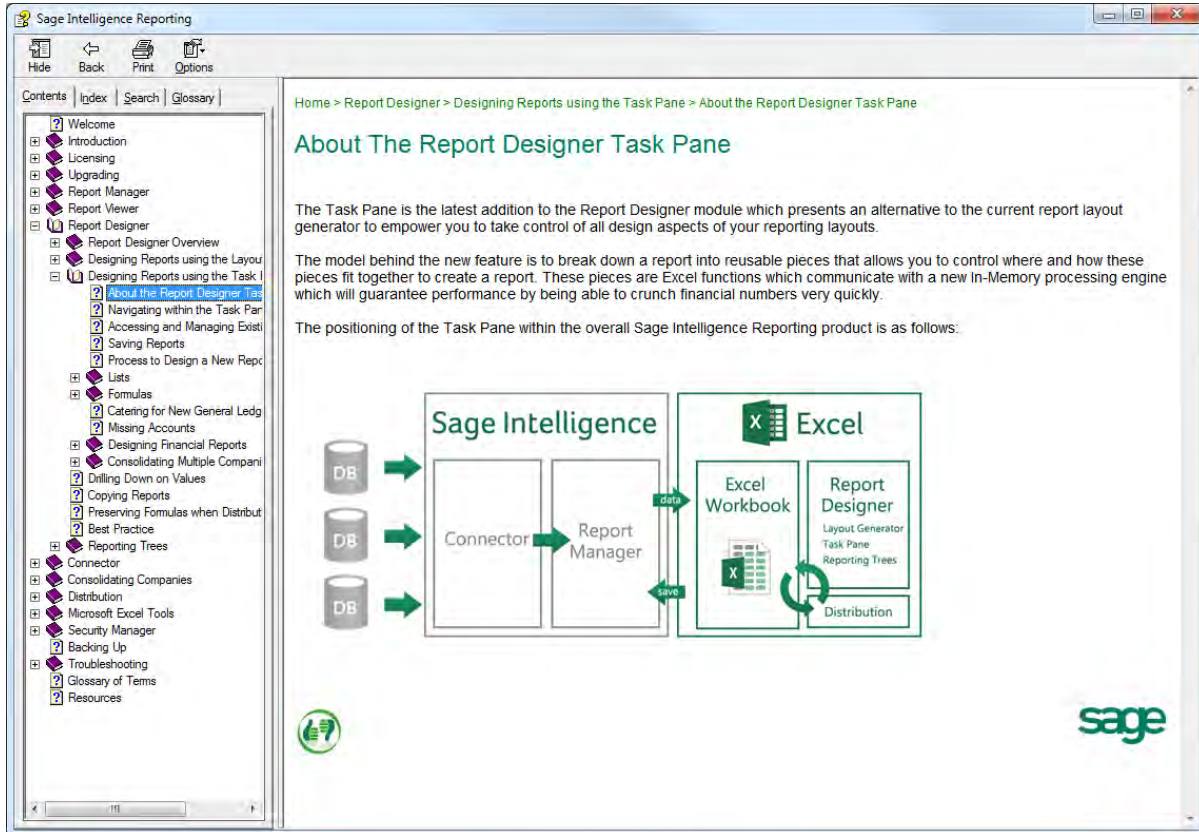 Sage Intelligence Reporting
Hide Back Print Options
Contents Index Search Glossary
Welcome
Introduction
Licensing
Upgrading
Report Manager
Report Viewer
Report Designer
Report Designer Overview
Designing Reports using the Layou
Designing Reports using the Task
About the Report Designer Tas
Navigating within the Task Pan
Accessing and Managing Existi
Saving Reports
Process to Design a New Repo
Lists
Formulas
Catering for New General Ledg
Missing Accounts
Designing Financial Reports
Consolidating Multiple Compani
Drilling Down on Values
Copying Reports
Preserving Formulas when Distribut
Best Practice
Reporting Trees
Connector
Consolidating Companies
Distribution
Microsoft Excel Tools
Security Manager
Backing Up
Troubleshooting
Glossary of Terms
Resources
Home > Report Designer > Designing Reports using the Task Pane > About the Report Designer Task Pane
About The Report Designer Task Pane
The Task Pane is the latest addition to the Report Designer module which presents an alternative to the current report layout
generator to empower you to take control of all design aspects of your reporting layouts.
The model behind the new feature is to break down a report into reusable pieces that allows you to control where and how these
pieces fit together to create a report. These pieces are Excel functions which communicate with a new In-Memory processing engine
which will guarantee performance by being able to crunch financial numbers very quickly.
The positioning of the Task Pane within the overall Sage Intelligence Reporting product is as follows:
DB
DB
DB
Sage Intelligence
Connector
Report
Manager
data
save
X Excel
Excel
Workbook
X
Report
Designer
Layout Generator
Task Pane
Reporting Trees
Distribution
sage